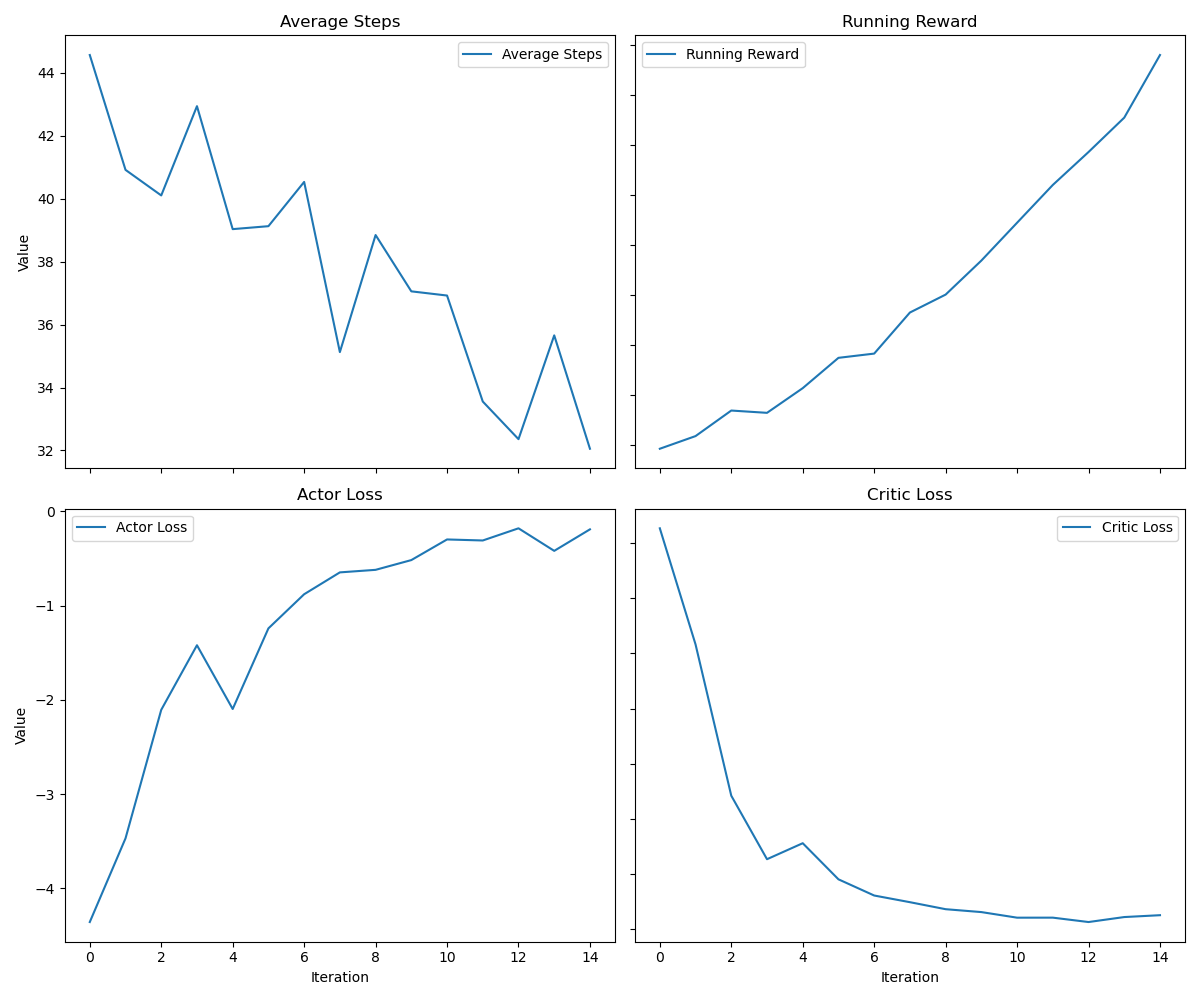 Average Steps
Average Steps
Value
44
42
40
38
36
34
32
Running Reward
Running Reward
Actor Loss
Actor Loss
Value
0
−1
−2
−3
−4
0 2 4 6 8 10 12 14
Iteration
Critic Loss
Critic Loss
0 2 4 6 8 10 12 14
Iteration